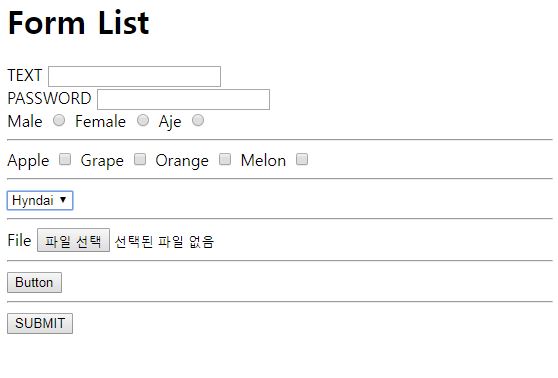 Form List
TEXT
PASSWORD
Male Female Aje
Apple Grape Orange Melon
Hyndai
File 파일 선택 선택된 파일 없음
Button
SUBMIT